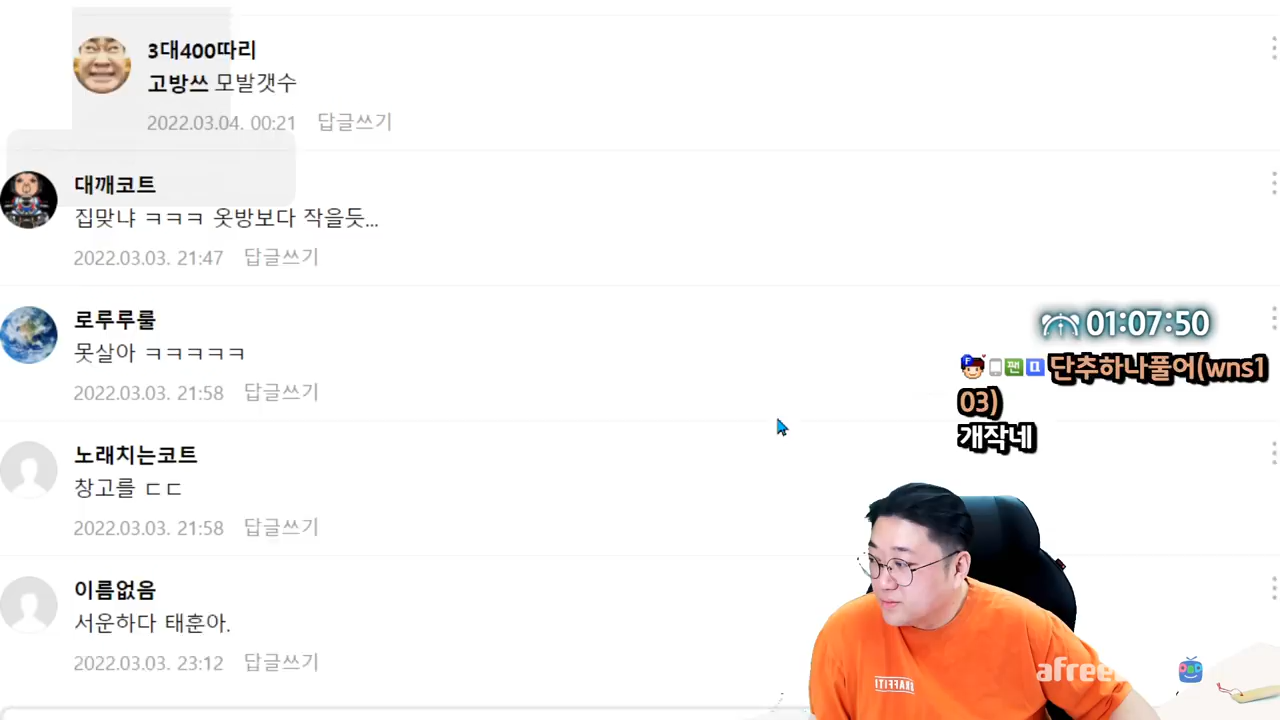 3대400따리
고방쓰 모발갯수
2022.03.04. 00:21 답글쓰기
대깨코트
집맞냐 ㅋㅋㅋ 옷방보다 작을듯...
2022.03.03. 21:47 답글쓰기
로루루룰
못살아 ㅋㅋㅋㅋㅋ
2022.03.03. 21:58 답글쓰기
노래치는코트
창고를 ㄷㄷ
2022.03.03. 21:58 답글쓰기
이름없음
서운하다 태훈아.
2022.03.03. 23:12 답글쓰기
01:07:50
팬 단추하나풀어(wns1
03)
개작네
GRAFFITI
afree